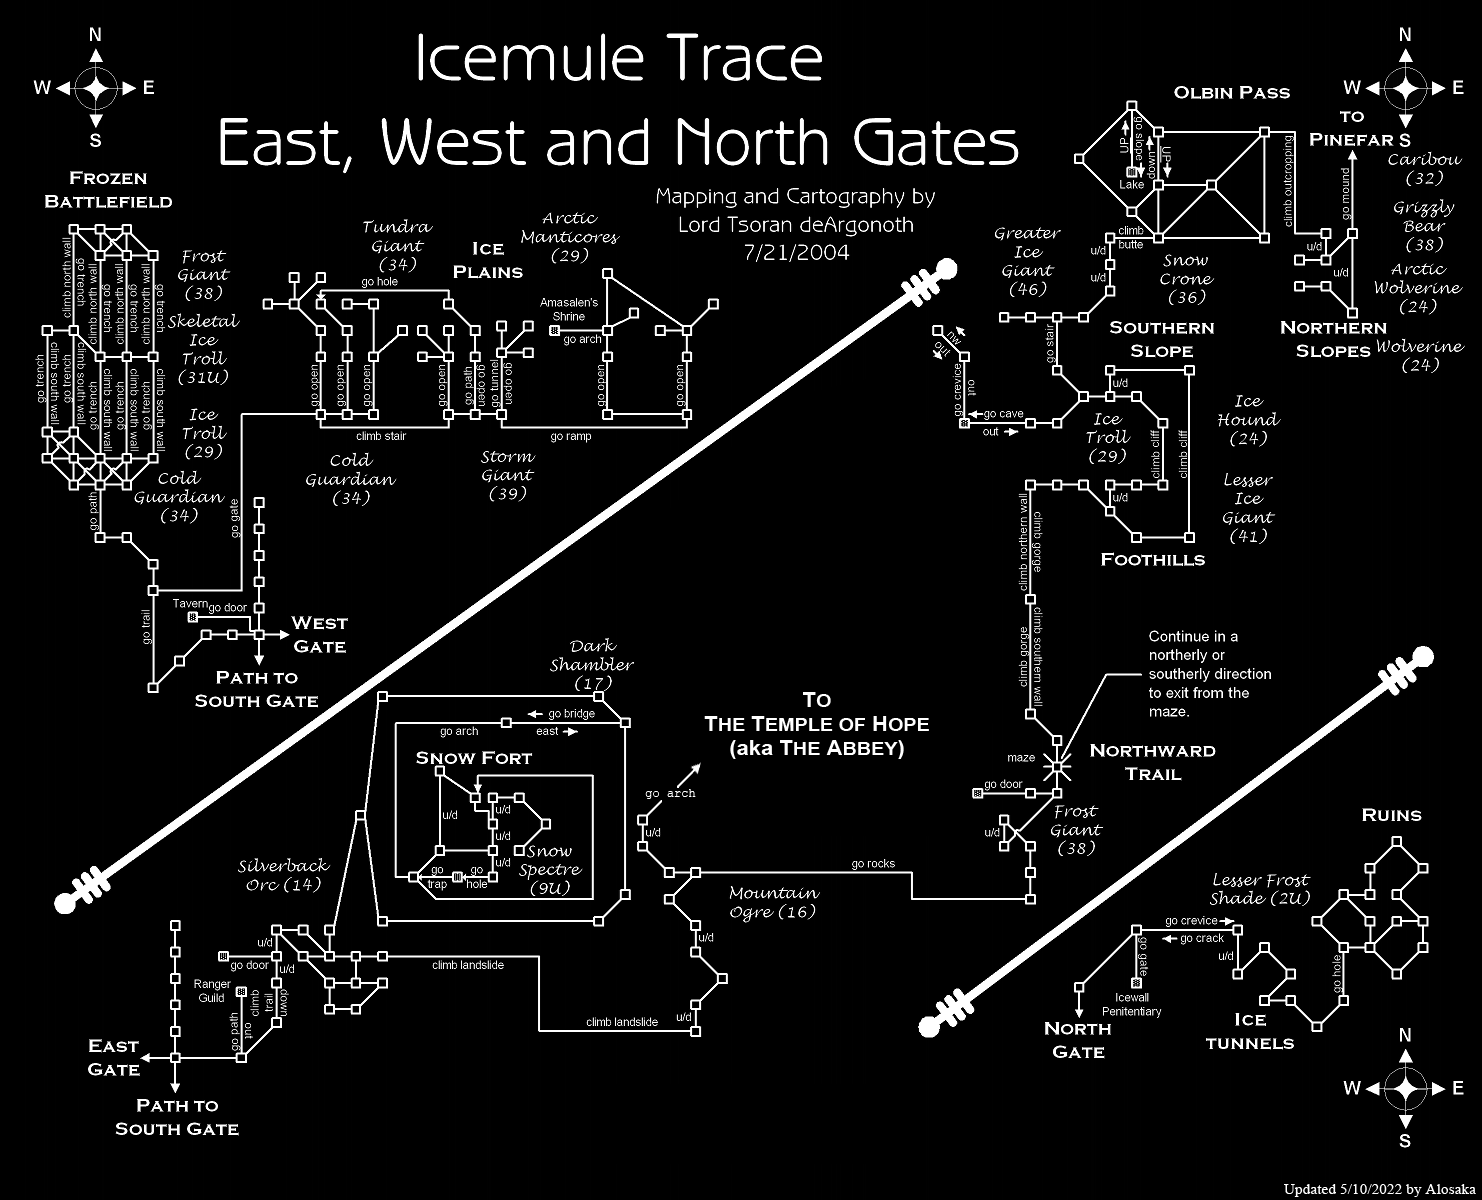 Icemule Trace
East, West and North Gates
Mapping and Cartography by
Lord Tsoran deArgonoth
7/21/2004
N
W
E
S
N
W
E
S
FROZEN
BATTLEFIELD
climb north wall
go trench
climb north wall
go trench
climb north wall
go trench
climb north wall
go trench
go trench
climb south wall
go trench
climb south wall
go trench
climb south wall
go trench
climb south wall
go trench
climb south wall
Frost
Giant
(38)
Skeletal
Ice
Troll
(31U)
Ice
Troll
(29)
Cold
Guardian
(34)
go path
go trail
go gate
Tavern
go door
WEST
GATE
PATH TO
SOUTH GATE
Tundra
Giant
(34)
go hole
ICE
PLAINS
Arctic
Manticores
(29)
Amasalen's
Shrine
go arch
go open
go open
go open
go open
go path
go open
go tunnel
go open
go open
go open
climb stair
go ramp
Cold
Guardian
(34)
Storm
Giant
(39)
OLBIN PASS
TO
PINEFAR
UP
go slope
down
UP
Lake
climb
butte
u/d
u/d
climb outcropping
go mound
u/d
u/d
Caribou
(32)
Grizzly
Bear
(38)
Arctic
Wolverine
(24)
Wolverine
(24)
Greater
Ice
Giant
(46)
Snow
Crone
(36)
NORTHERN
SLOPES
SOUTHERN
SLOPE
go stair
nw
out
go crevice
out
go cave
out
u/d
Ice
Troll
(29)
climb cliff
climb cliff
Ice
Hound
(24)
Lesser
Ice
Giant
(41)
u/d
FOOTHILLS
climb northern wall
climb gorge
climb gorge
climb southern wall
Continue in a
northerly or
southerly direction
to exit from the
maze.
maze
NORTHWARD
TRAIL
go door
u/d
Frost
Giant
(38)
Dark
Shambler
(17)
go bridge
go arch
east
SNOW FORT
u/d
u/d
u/d
u/d
go
trap
go
hole
Snow
Spectre
(9U)
TO
THE TEMPLE OF HOPE
(aka THE ABBEY)
go arch
u/d
go rocks
Mountain
Ogre (16)
u/d
u/d
Silverback
Orc (14)
u/d
go door
u/d
Ranger
Guild
climb
trail
down
go path
out
climb landslide
climb landslide
EAST
GATE
PATH TO
SOUTH GATE
RUINS
Lesser Frost
Shade (2U)
go crevice
go crack
go gate
u/d
go hole
Icewall
Penitentiary
NORTH
GATE
ICE
TUNNELS
N
W
E
S
Updated 5/10/2022 by Alosaka